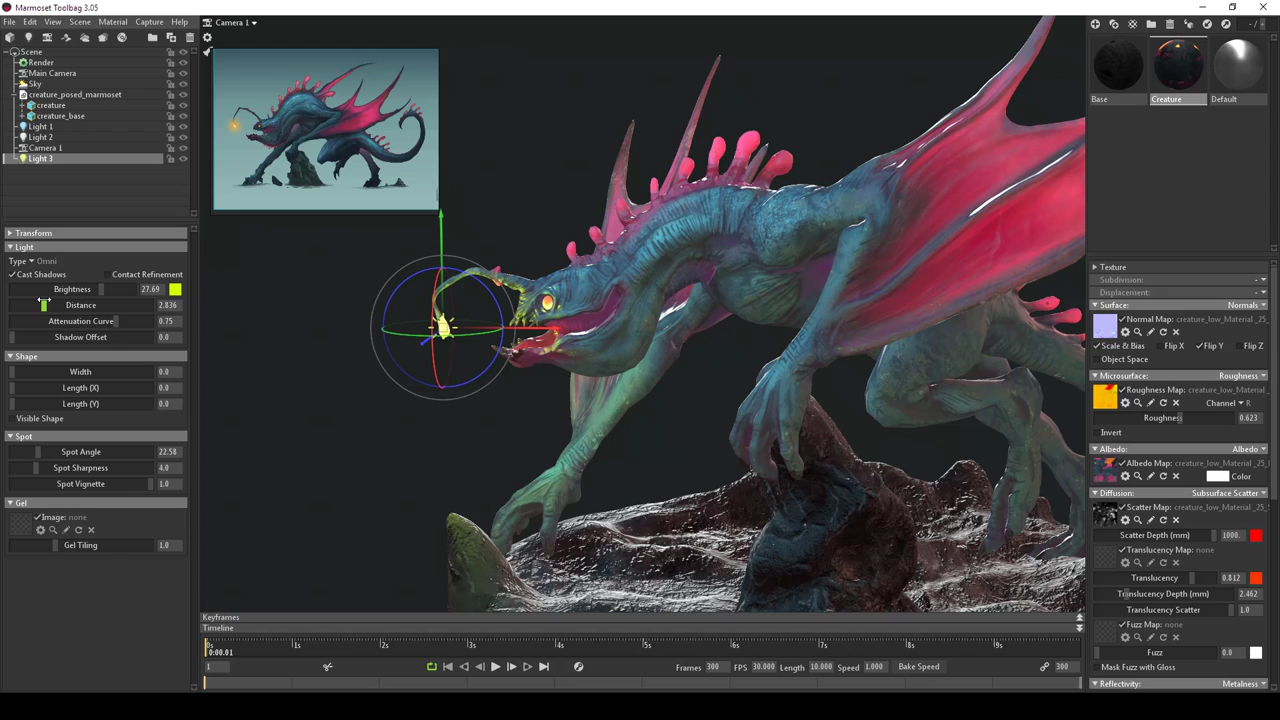 Marmoset Toolbag 3.05
File Edit View Scene Material Capture Help
Camera 1
Scene
Render
Main Camera
Sky
creature_posed_marmoset
creature
creature_base
Light 1
Light 2
Camera 1
Light 3
Transform
Light
Type Omni
Cast Shadows Contact Refinement
Brightness 27.69
Distance 2.836
Attenuation Curve 0.75
Shadow Offset 0.0
Shape
Width 0.0
Length (X) 0.0
Length (Y) 0.0
Visible Shape
Spot
Spot Angle 22.58
Spot Sharpness 4.0
Spot Vignette 1.0
Gel
Image: none
Gel Tiling 1.0
Keyframes
Timeline
0s 1s 2s 3s 4s 5s 6s 7s 8s 9s
0:00.01
1
Frames 300 FPS 30.000 Length 10.000 Speed 1.000 Bake Speed 300
- / -
Base Creature Default
Texture
Subdivision: -
Displacement: -
Surface: Normals
Normal Map: creature_low_Material_25_
Scale & Bias Flip X Flip Y Flip Z
Object Space
Microsurface: Roughness
Roughness Map: creature_low_Material_
Channel R
Roughness 0.623
Invert
Albedo: Albedo
Albedo Map: creature_low_Material_25_
Color
Diffusion: Subsurface Scatter
Scatter Map: creature_low_Material_25_
Scatter Depth (mm) 1000.
Translucency Map: none
Translucency 0.812
Translucency Depth (mm) 2.462
Translucency Scatter 1.0
Fuzz Map: none
Fuzz 0.0
Mask Fuzz with Gloss
Reflectivity: Metalness